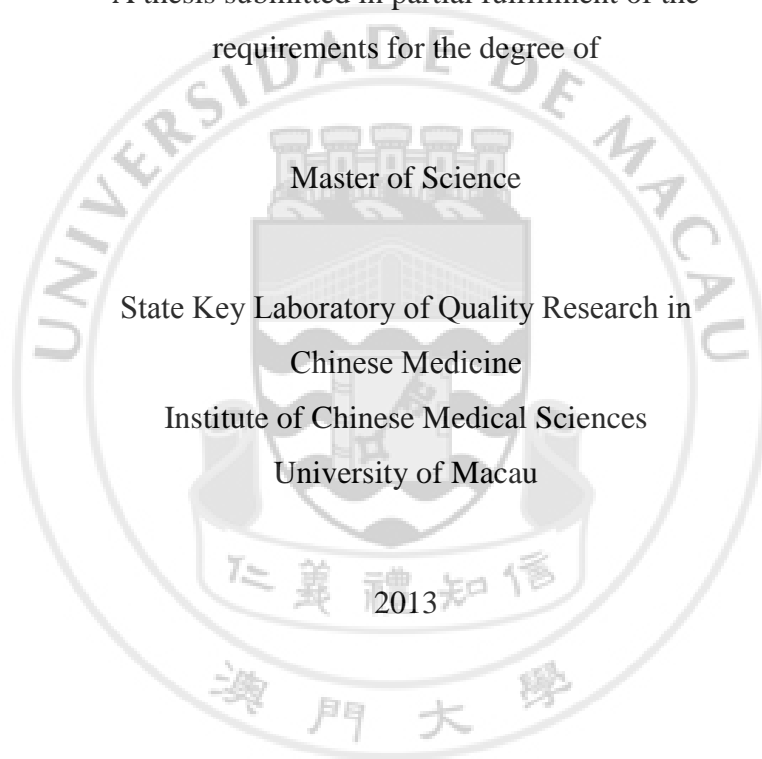 A thesis submitted in partial fulfillment of the
requirements for the degree of
Master of Science
State Key Laboratory of Quality Research in
Chinese Medicine
Institute of Chinese Medical Sciences
University of Macau
2013
UNIVERSIDADE DE MACAU
仁義禮知信
澳門大學